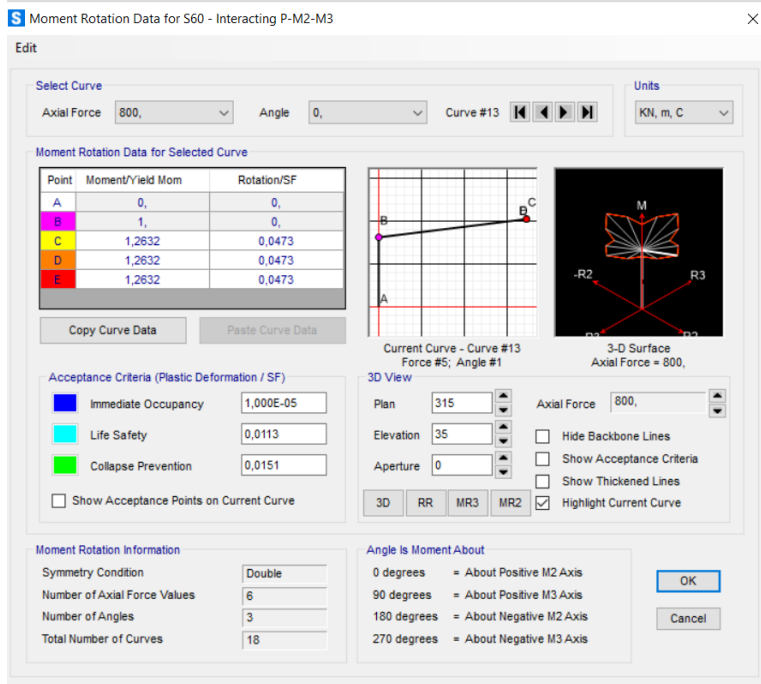 S Moment Rotation Data for S60 - Interacting P-M2-M3
Edit
Select Curve
Axial Force 800, Angle 0, Curve #13
Units
KN, m, C
Moment Rotation Data for Selected Curve
Point Moment/Yield Mom Rotation/SF
A 0, 0,
B 1, 0,
C 1,2632 0,0473
D 1,2632 0,0473
E 1,2632 0,0473
Copy Curve Data Paste Curve Data
A
B
C
Current Curve - Curve #13
Force #5; Angle #1
M
-R2 R3
3-D Surface
Axial Force = 800,
Acceptance Criteria (Plastic Deformation / SF)
Immediate Occupancy 1,000E-05
Life Safety 0,0113
Collapse Prevention 0,0151
Show Acceptance Points on Current Curve
3D View
Plan 315
Elevation 35
Aperture 0
Axial Force 800,
Hide Backbone Lines
Show Acceptance Criteria
Show Thickened Lines
3D RR MR3 MR2 Highlight Current Curve
Moment Rotation Information
Symmetry Condition Double
Number of Axial Force Values 6
Number of Angles 3
Total Number of Curves 18
Angle Is Moment About
0 degrees = About Positive M2 Axis
90 degrees = About Positive M3 Axis
180 degrees = About Negative M2 Axis
270 degrees = About Negative M3 Axis
OK
Cancel